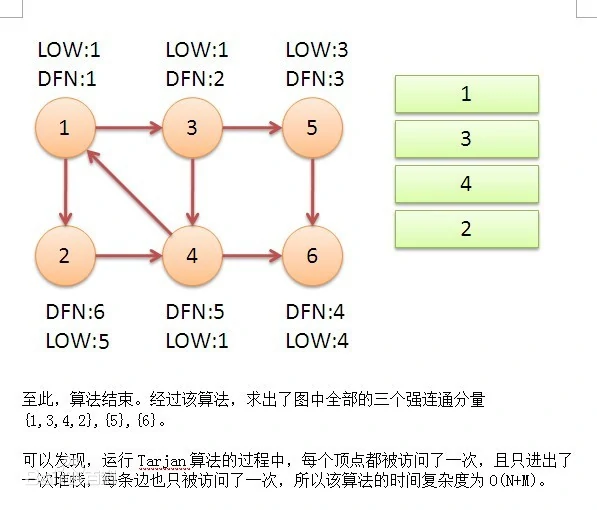 LOW:1 LOW:1 LOW:3
DFN:1 DFN:2 DFN:3
1 3 5
1
3
4
2
2 4 6
DFN:6 DFN:5 DFN:4
LOW:5 LOW:1 LOW:4
至此,算法结束。经过该算法,求出了图中全部的三个强连通分量
{1,3,4,2},{5},{6}。
可以发现,运行Tarjan算法的过程中,每个顶点都被访问了一次,且只进出了
一次堆栈,每条边也只被访问了一次,所以该算法的时间复杂度为O(N+M)。